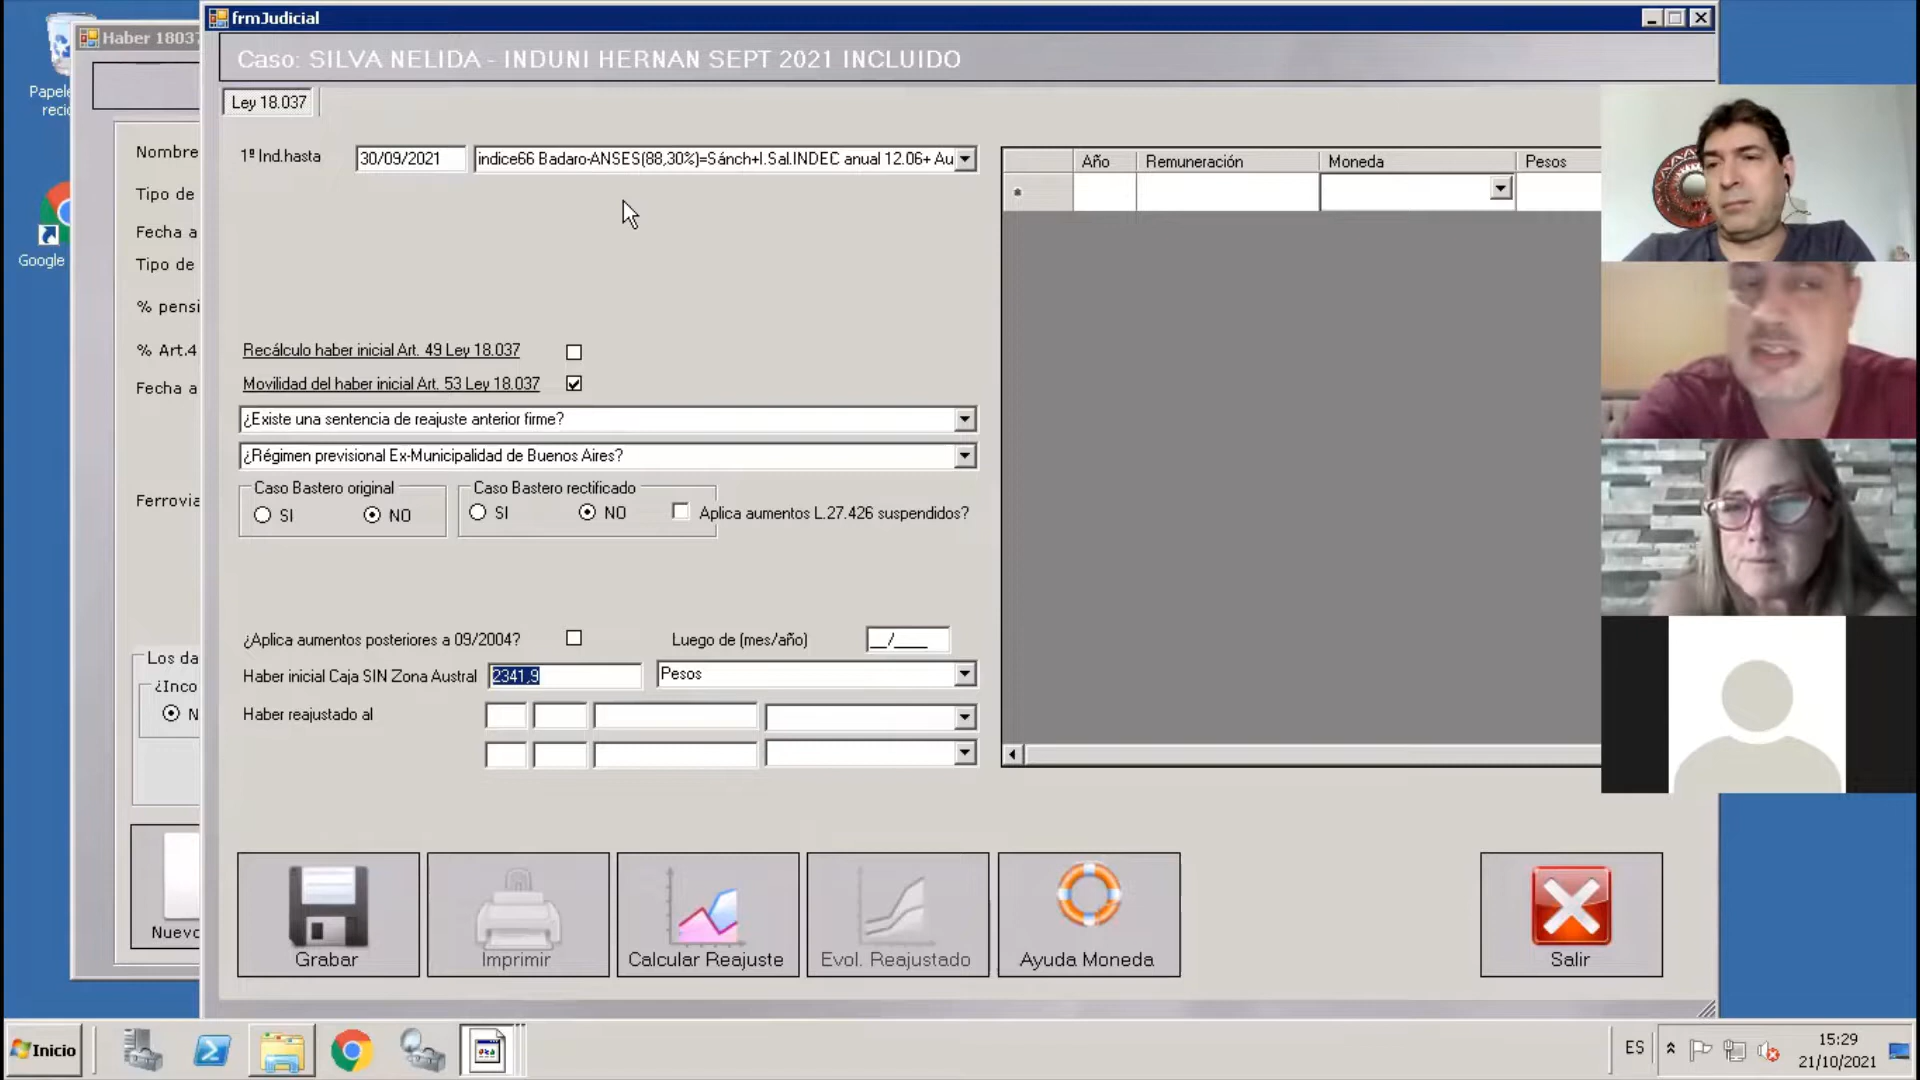 frmJudicial
Haber 18037
Caso: SILVA NELIDA - INDUNI HERNAN SEPT 2021 INCLUIDO
Ley 18.037
1ª Ind.hasta
30/09/2021
indice66 Badaro-ANSES(88,30%)=Sánch+I.Sal.INDEC anual 12.06+ Au
Año
Remuneración
Moneda
Pesos
Recálculo haber inicial Art. 49 Ley 18.037
Movilidad del haber inicial Art. 53 Ley 18.037
¿Existe una sentencia de reajuste anterior firme?
¿Régimen previsional Ex-Municipalidad de Buenos Aires?
Caso Bastero original
SI
NO
Caso Bastero rectificado
SI
NO
Aplica aumentos L.27.426 suspendidos?
¿Aplica aumentos posteriores a 09/2004?
Luego de (mes/año)
__/____
Haber inicial Caja SIN Zona Austral
2341,9
Pesos
Haber reajustado al
Grabar
Imprimir
Calcular Reajuste
Evol. Reajustado
Ayuda Moneda
Salir
Nombre
Tipo de
Fecha a
Tipo de
% pensi
% Art.4
Fecha a
Ferrovia
Los da
¿Inco
N
Nuevo
Papele
reci
Google
Inicio
ES
15:29
21/10/2021